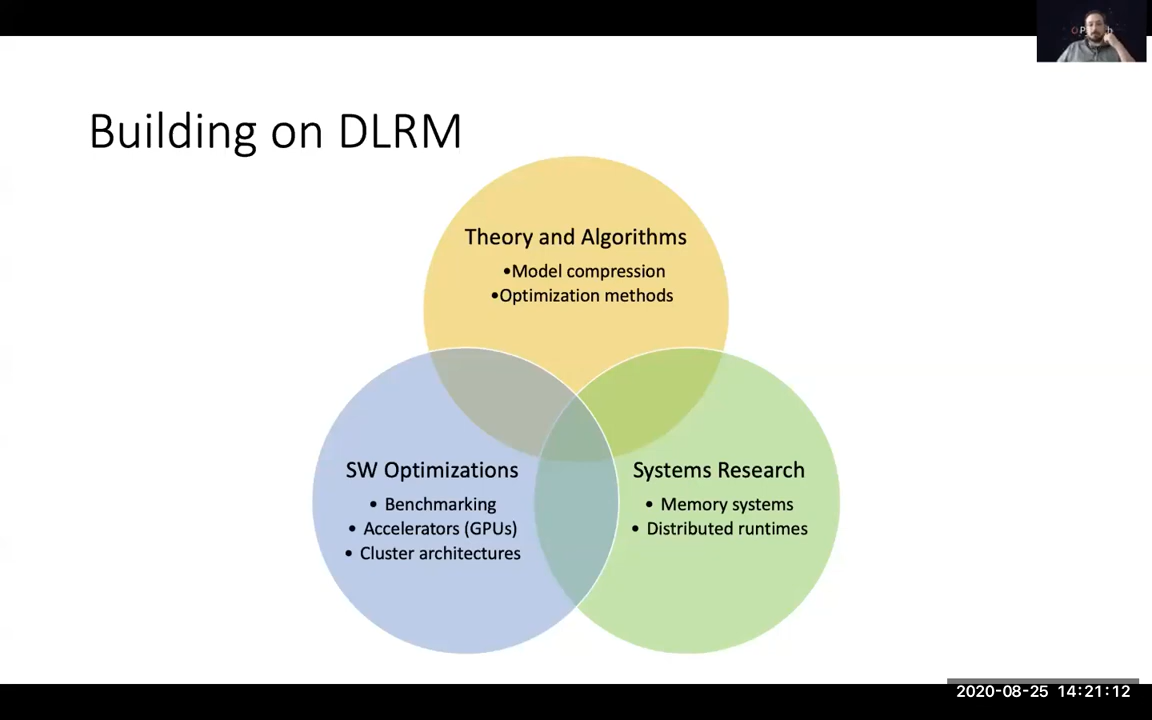 Building on DLRM
Theory and Algorithms
•Model compression
•Optimization methods
SW Optimizations
• Benchmarking
• Accelerators (GPUs)
• Cluster architectures
Systems Research
• Memory systems
• Distributed runtimes
2020-08-25 14:21:12